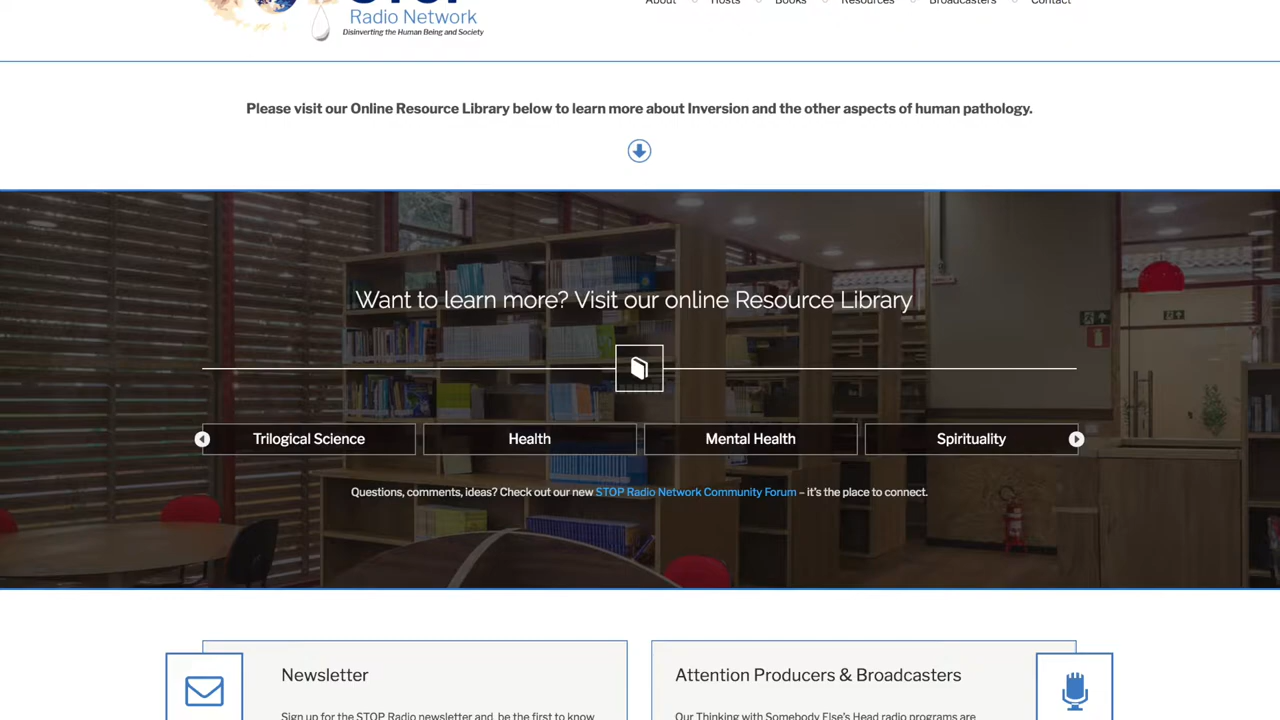 Radio Network
Disinverting the Human Being and Society
About
Hosts
Books
Resources
Broadcasters
Contact
Please visit our Online Resource Library below to learn more about Inversion and the other aspects of human pathology.
Want to learn more? Visit our online Resource Library
Trilogical Science
Health
Mental Health
Spirituality
Questions, comments, ideas? Check out our new STOP Radio Network Community Forum – it's the place to connect.
Newsletter
Sign up for the STOP Radio newsletter and, be the first to know
Attention Producers & Broadcasters
Our Thinking with Somebody Else's Head radio programs are